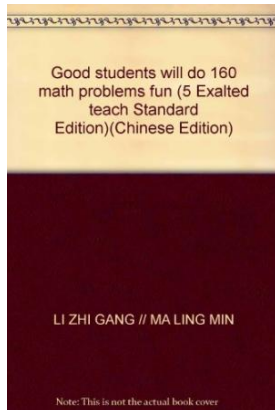 Good students will do 160
math problems fun (5 Exalted
teach Standard
Edition)(Chinese Edition)
LI ZHI GANG // MA LING MIN
Note: This is not the actual book cover